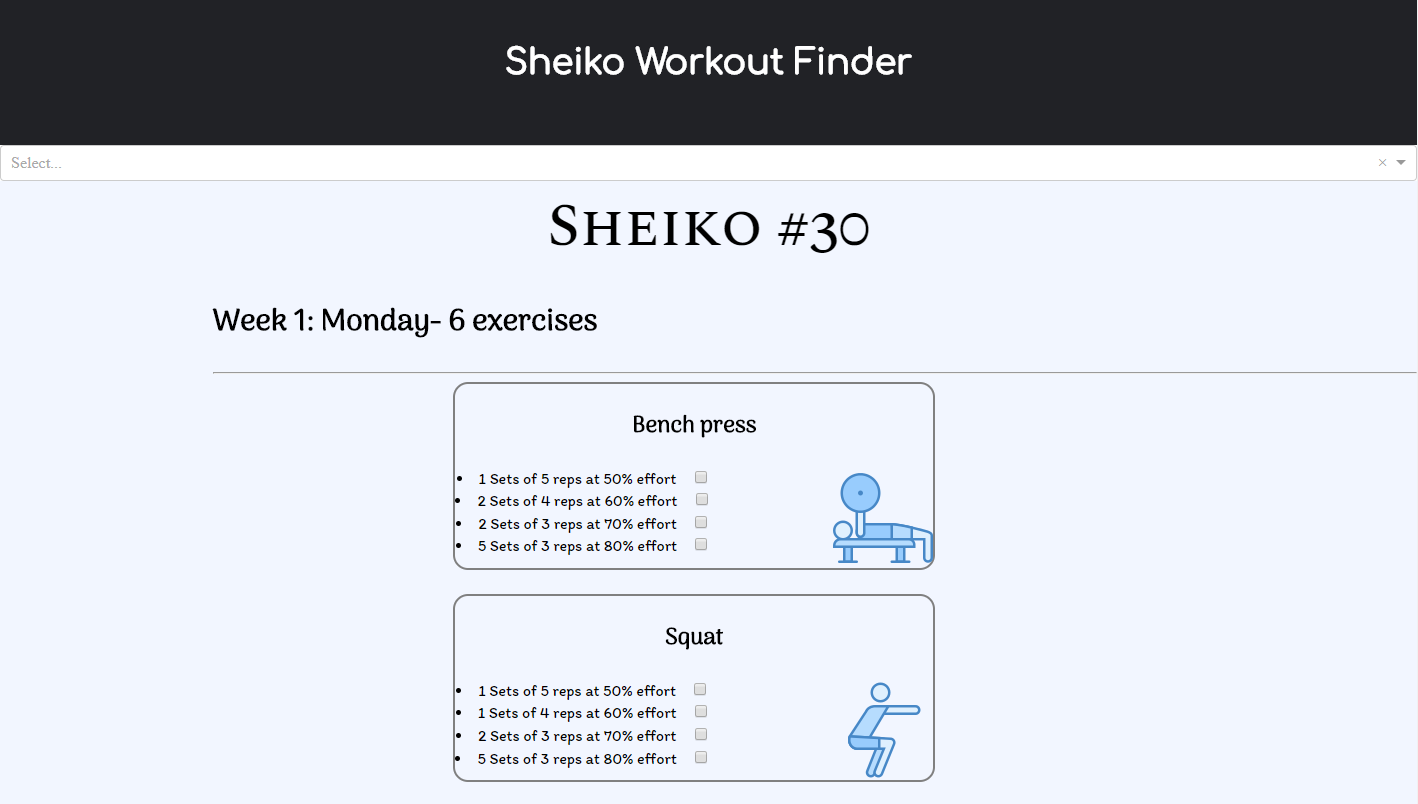 Sheiko Workout Finder
Select...
Sheiko #30
Week 1: Monday- 6 exercises
Bench press
1 Sets of 5 reps at 50% effort
2 Sets of 4 reps at 60% effort
2 Sets of 3 reps at 70% effort
5 Sets of 3 reps at 80% effort
Squat
1 Sets of 5 reps at 50% effort
1 Sets of 4 reps at 60% effort
2 Sets of 3 reps at 70% effort
5 Sets of 3 reps at 80% effort